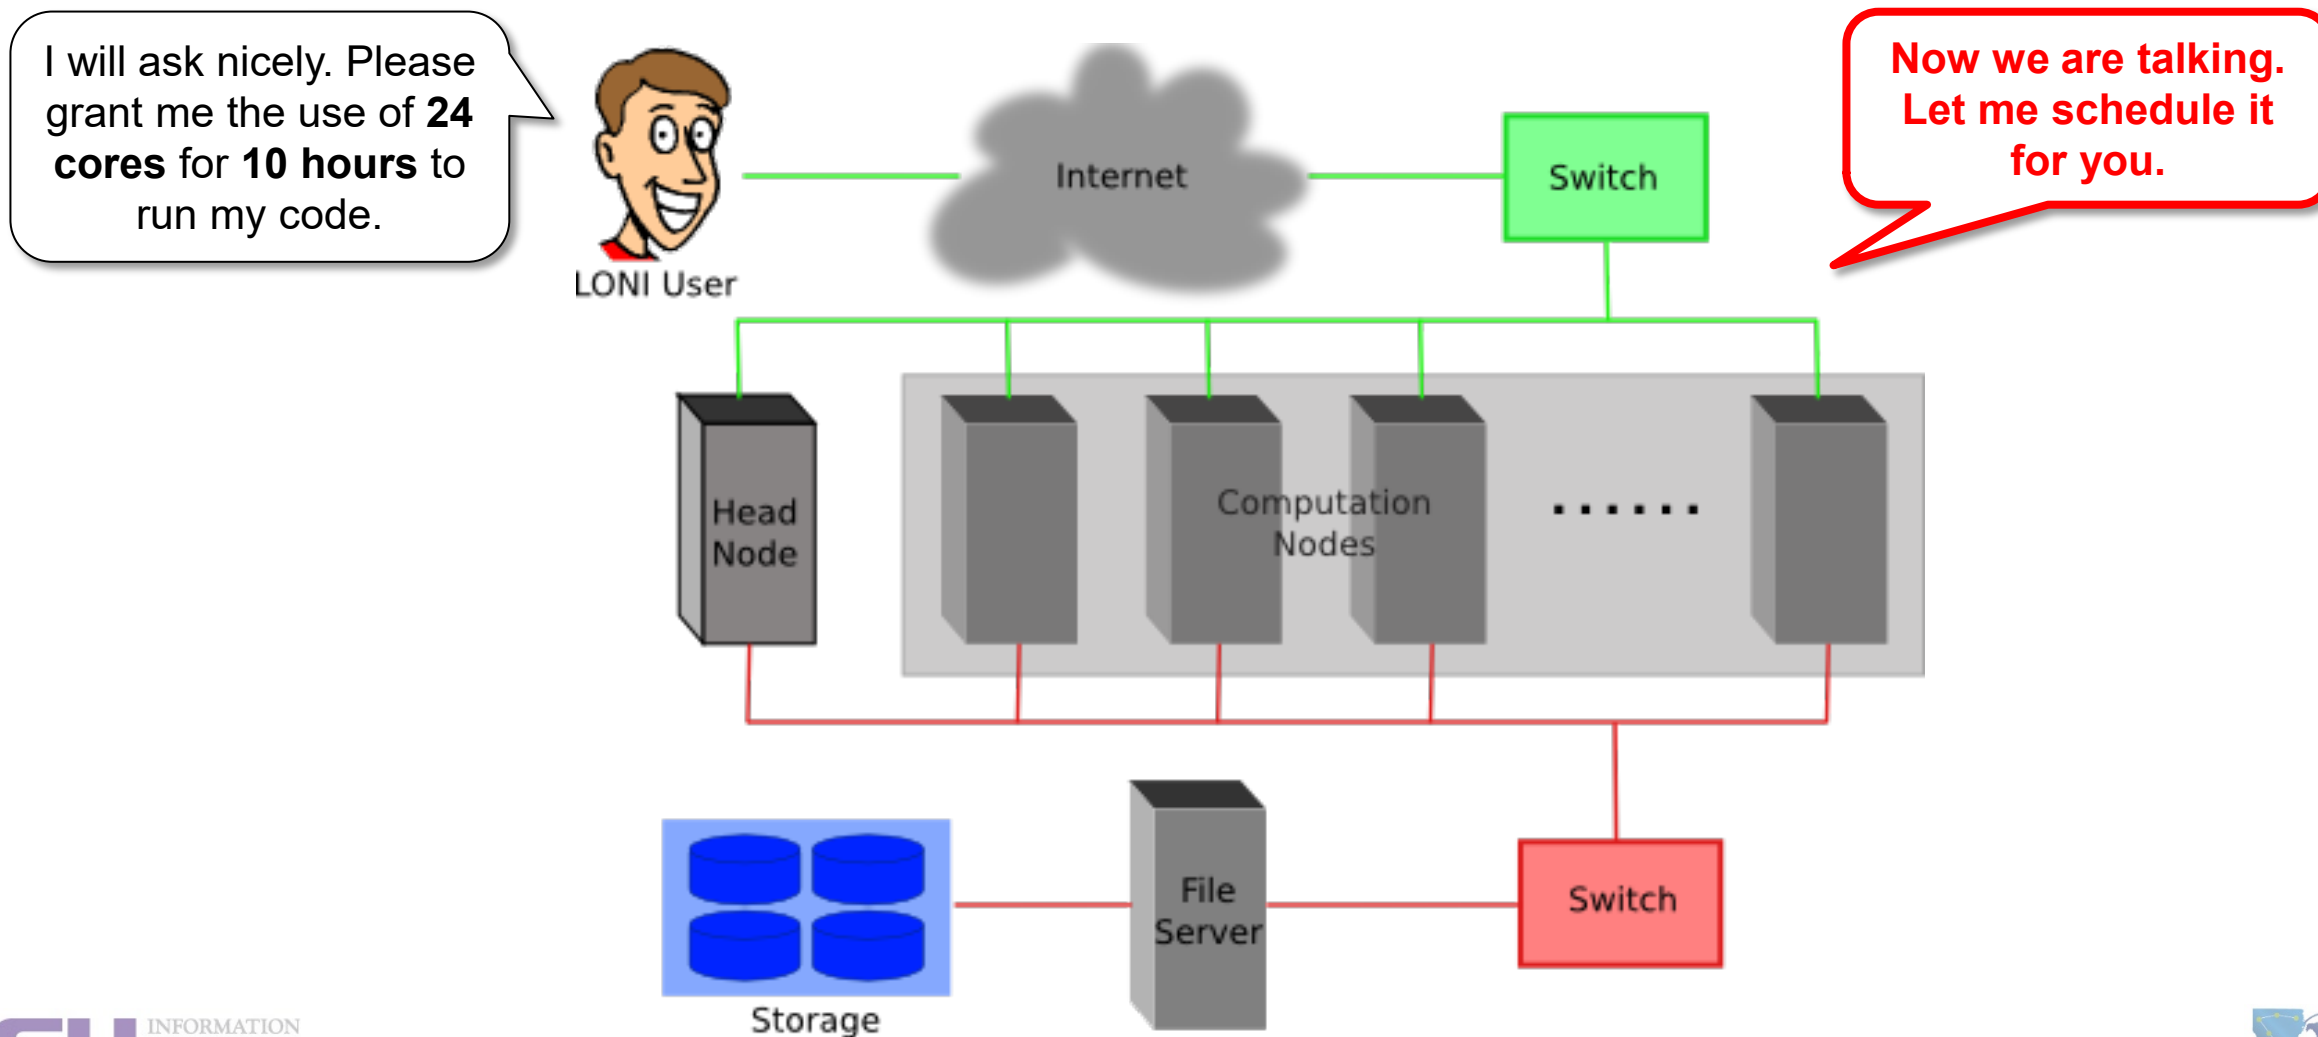 I will ask nicely. Please
grant me the use of 24
cores for 10 hours to
run my code.
LONI User
Internet
Switch
Now we are talking.
Let me schedule it
for you.
Head
Node
Computation
Nodes
......
File
Server
Switch
Storage
INFORMATION